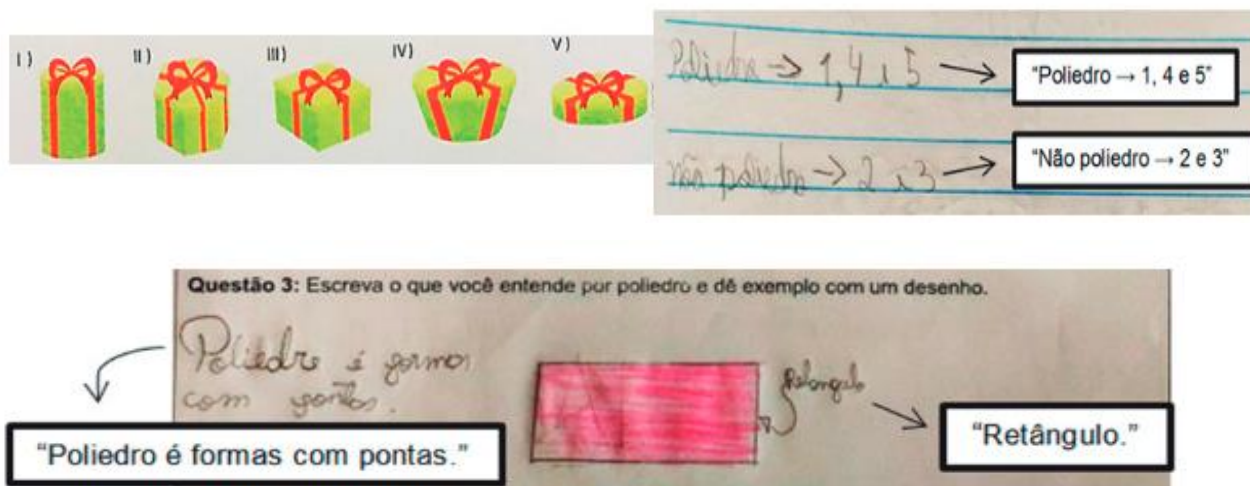 I) II) III) IV) V)
Poliedro → 1, 4 e 5 → "Poliedro → 1, 4 e 5"
não poliedro → 2 e 3 → "Não poliedro → 2 e 3"
Questão 3: Escreva o que você entende por poliedro e dê exemplo com um desenho.
Poliedro é formas
com pontas.
Retangulo
"Poliedro é formas com pontas."
"Retângulo."